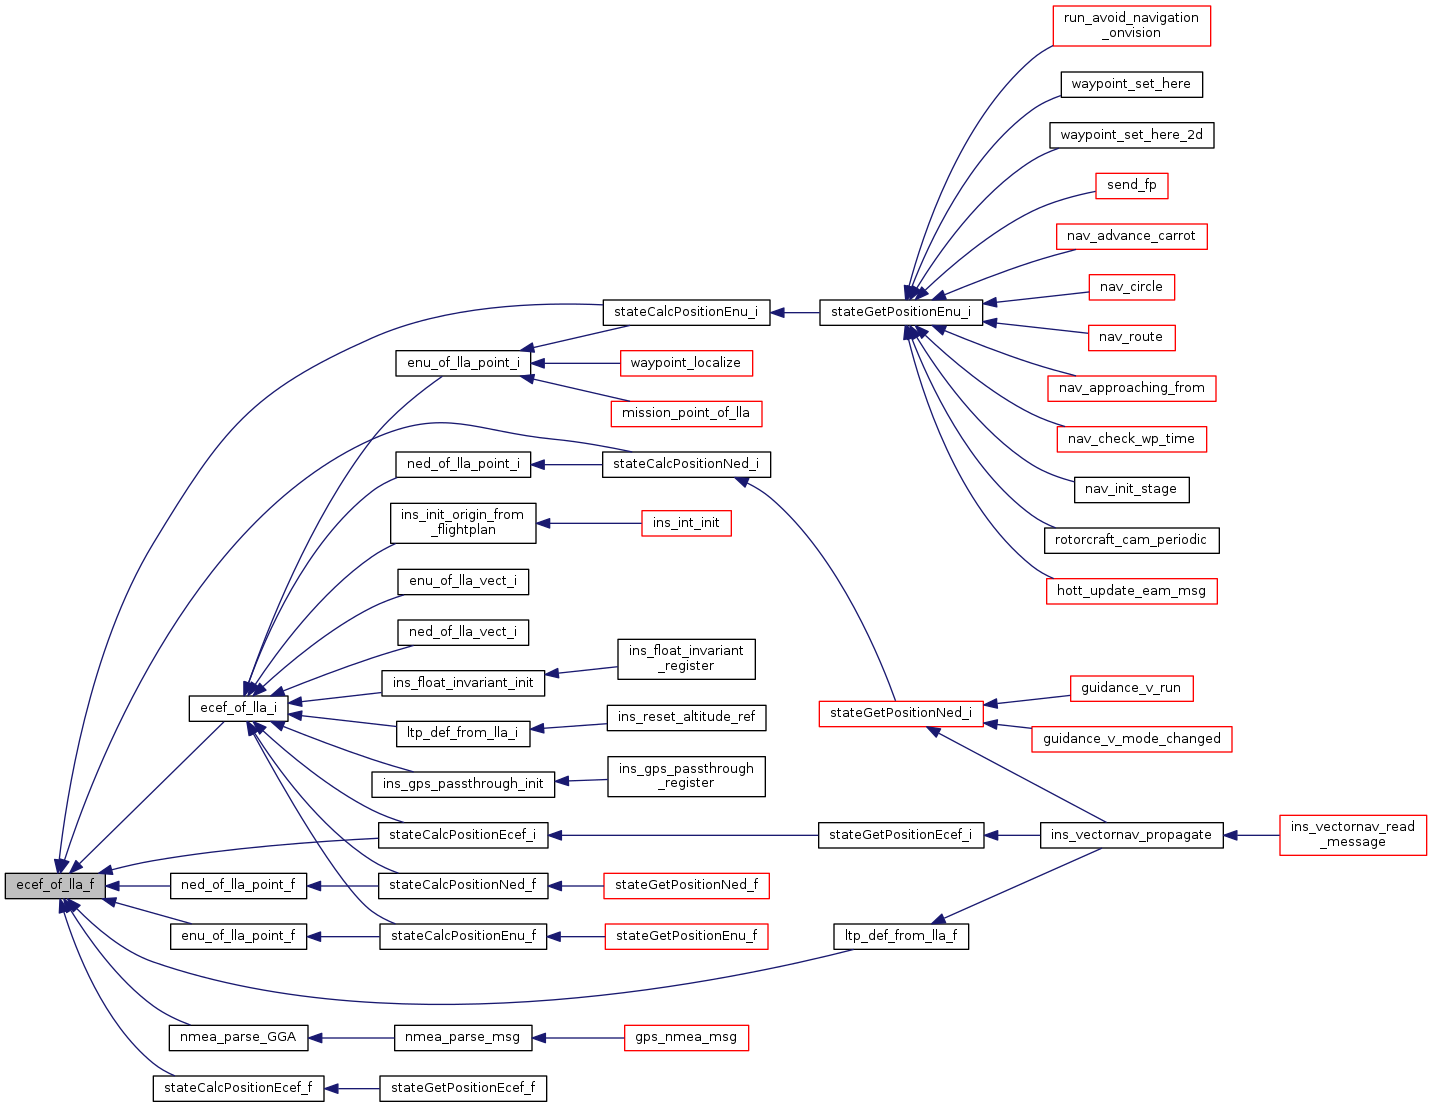 run_avoid_navigation
_onvision
waypoint_set_here
waypoint_set_here_2d
send_fp
nav_advance_carrot
nav_circle
stateCalcPositionEnu_i
stateGetPositionEnu_i
nav_route
enu_of_lla_point_i
waypoint_localize
nav_approaching_from
mission_point_of_lla
nav_check_wp_time
ned_of_lla_point_i
stateCalcPositionNed_i
nav_init_stage
ins_init_origin_from
_flightplan
ins_int_init
rotorcraft_cam_periodic
enu_of_lla_vect_i
hott_update_eam_msg
ned_of_lla_vect_i
ins_float_invariant
_register
ins_float_invariant_init
guidance_v_run
ecef_of_lla_i
stateGetPositionNed_i
ltp_def_from_lla_i
ins_reset_altitude_ref
guidance_v_mode_changed
ins_gps_passthrough_init
ins_gps_passthrough
_register
stateCalcPositionEcef_i
stateGetPositionEcef_i
ins_vectornav_propagate
ins_vectornav_read
_message
ecef_of_lla_f
ned_of_lla_point_f
stateCalcPositionNed_f
stateGetPositionNed_f
enu_of_lla_point_f
stateCalcPositionEnu_f
stateGetPositionEnu_f
ltp_def_from_lla_f
nmea_parse_GGA
nmea_parse_msg
gps_nmea_msg
stateCalcPositionEcef_f
stateGetPositionEcef_f